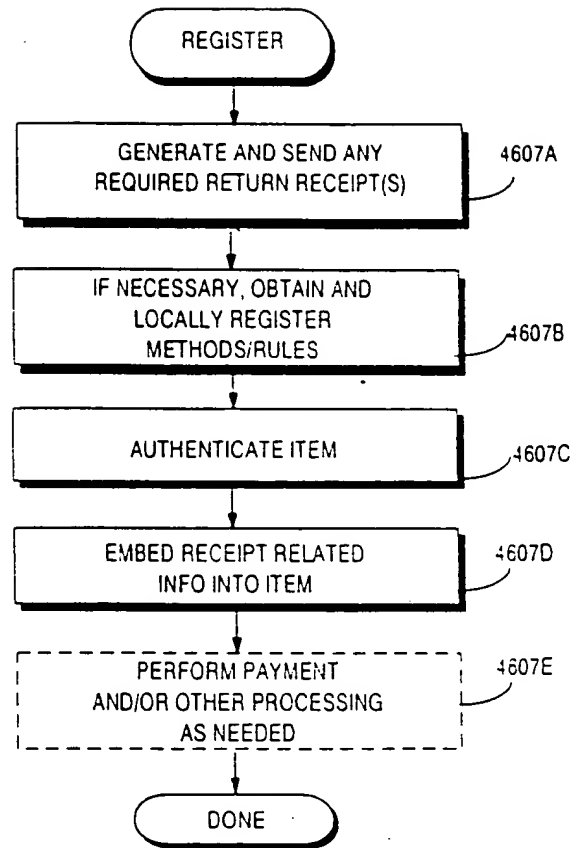 REGISTER
GENERATE AND SEND ANY
REQUIRED RETURN RECEIPT(S)
4607A
IF NECESSARY, OBTAIN AND
LOCALLY REGISTER
METHODS/RULES
4607B
AUTHENTICATE ITEM
4607C
EMBED RECEIPT RELATED
INFO INTO ITEM
4607D
PERFORM PAYMENT
AND/OR OTHER PROCESSING
AS NEEDED
4607E
DONE